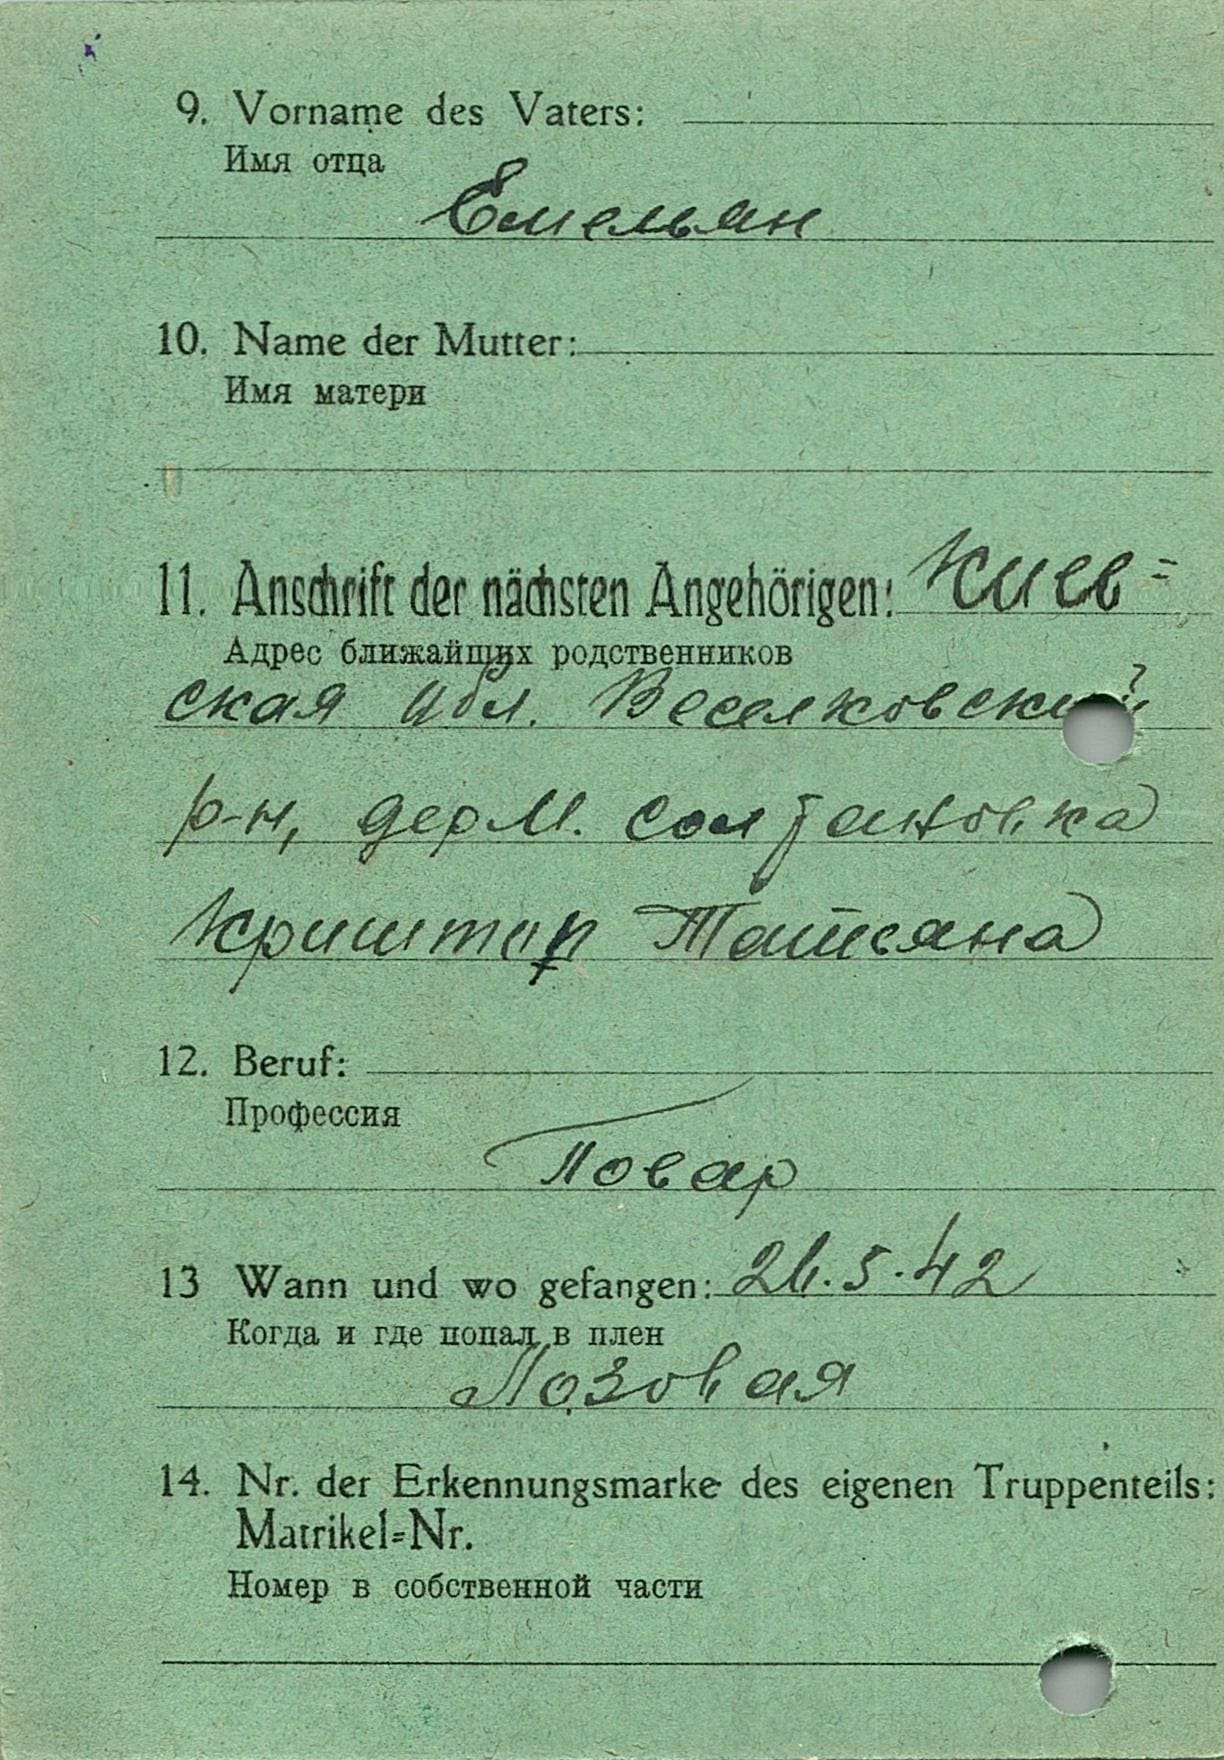 9. Vorname des Vaters:
Имя отца
Емельян
10. Name der Mutter:
Имя матери
11. Anschrift der nächsten Angehörigen: Киев=
Адрес ближайших родственников
ская обл. Веселковский
р-н, дер М. солтановка
Криштоп Татсяна
12. Beruf:
Профессия
Повар
13 Wann und wo gefangen: 26.5.42
Когда и где попал в плен
Лозовая
14. Nr. der Erkennungsmarke des eigenen Truppenteils:
Matrikel=Nr.
Номер в собственной части